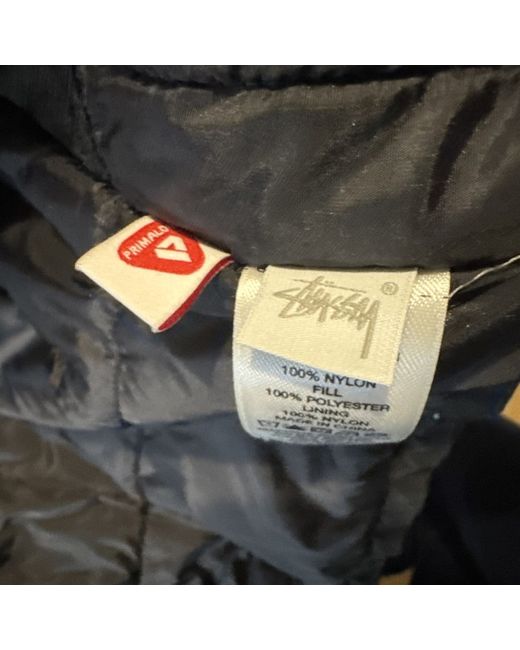 PRIMALO
Stüssy
®
100% NYLON
FILL
100% POLYESTER
LINING
100% NYLON
MADE IN CHINA